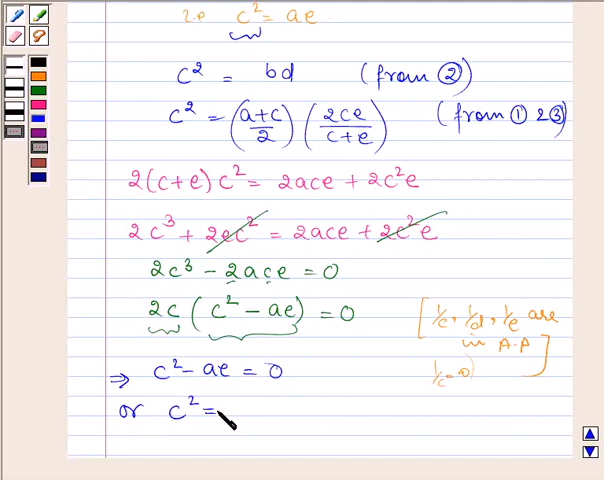 i.e c² = ae
c² = bd (from ②)
c² = (a+c/2) (2ce/c+e) (from ① 2 ③)
2(c+e) c² = 2ace + 2c²e
2c³ + 2ec² = 2ace + 2c²e
2c³ - 2ace = 0
2c (c² - ae) = 0
[1/c, 1/d, 1/e are
in A.P]
⇒ c² - ae = 0
1/c = 0
or c² =